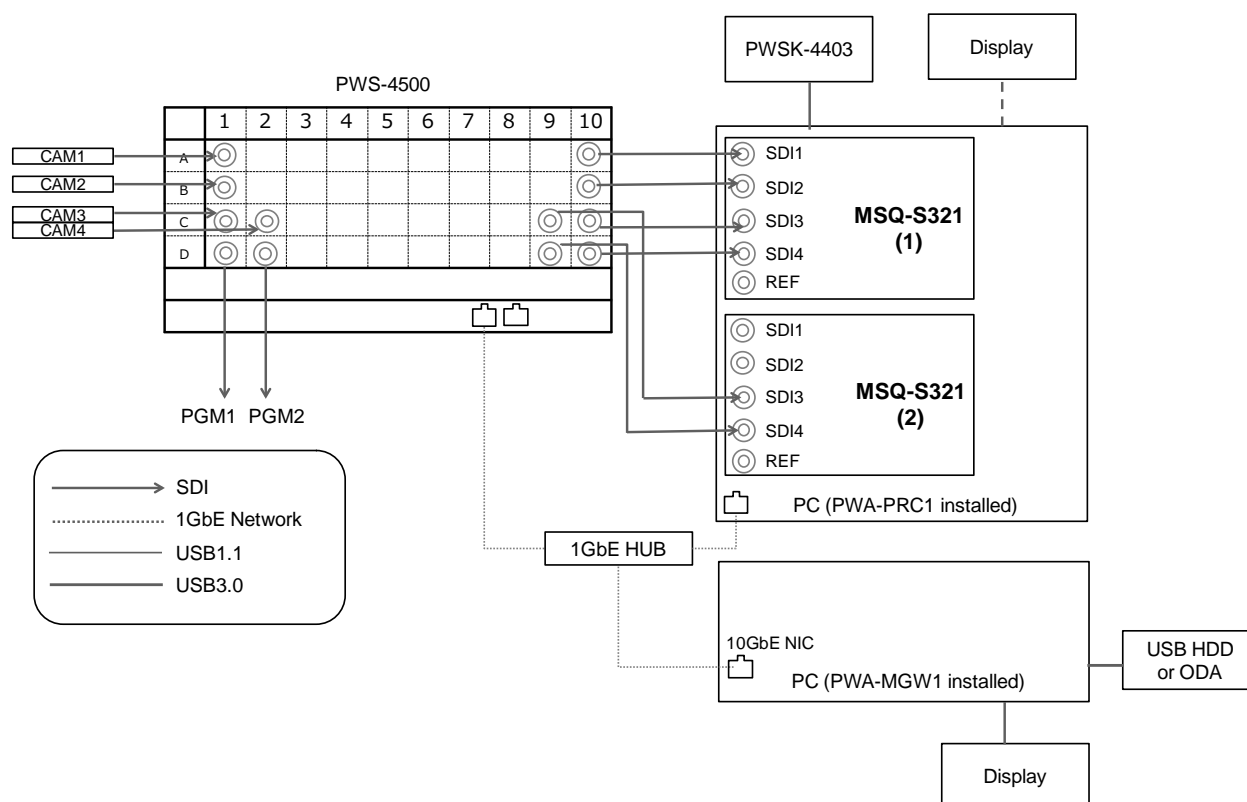 PWSK-4403
Display
PWS-4500
1 2 3 4 5 6 7 8 9 10
CAM1
A
CAM2
B
CAM3
C
CAM4
D
SDI1
SDI2
SDI3
SDI4
REF
MSQ-S321
(1)
SDI1
SDI2
SDI3
SDI4
REF
MSQ-S321
(2)
PC (PWA-PRC1 installed)
PGM1 PGM2
SDI
1GbE Network
USB1.1
USB3.0
1GbE HUB
10GbE NIC
PC (PWA-MGW1 installed)
USB HDD
or ODA
Display